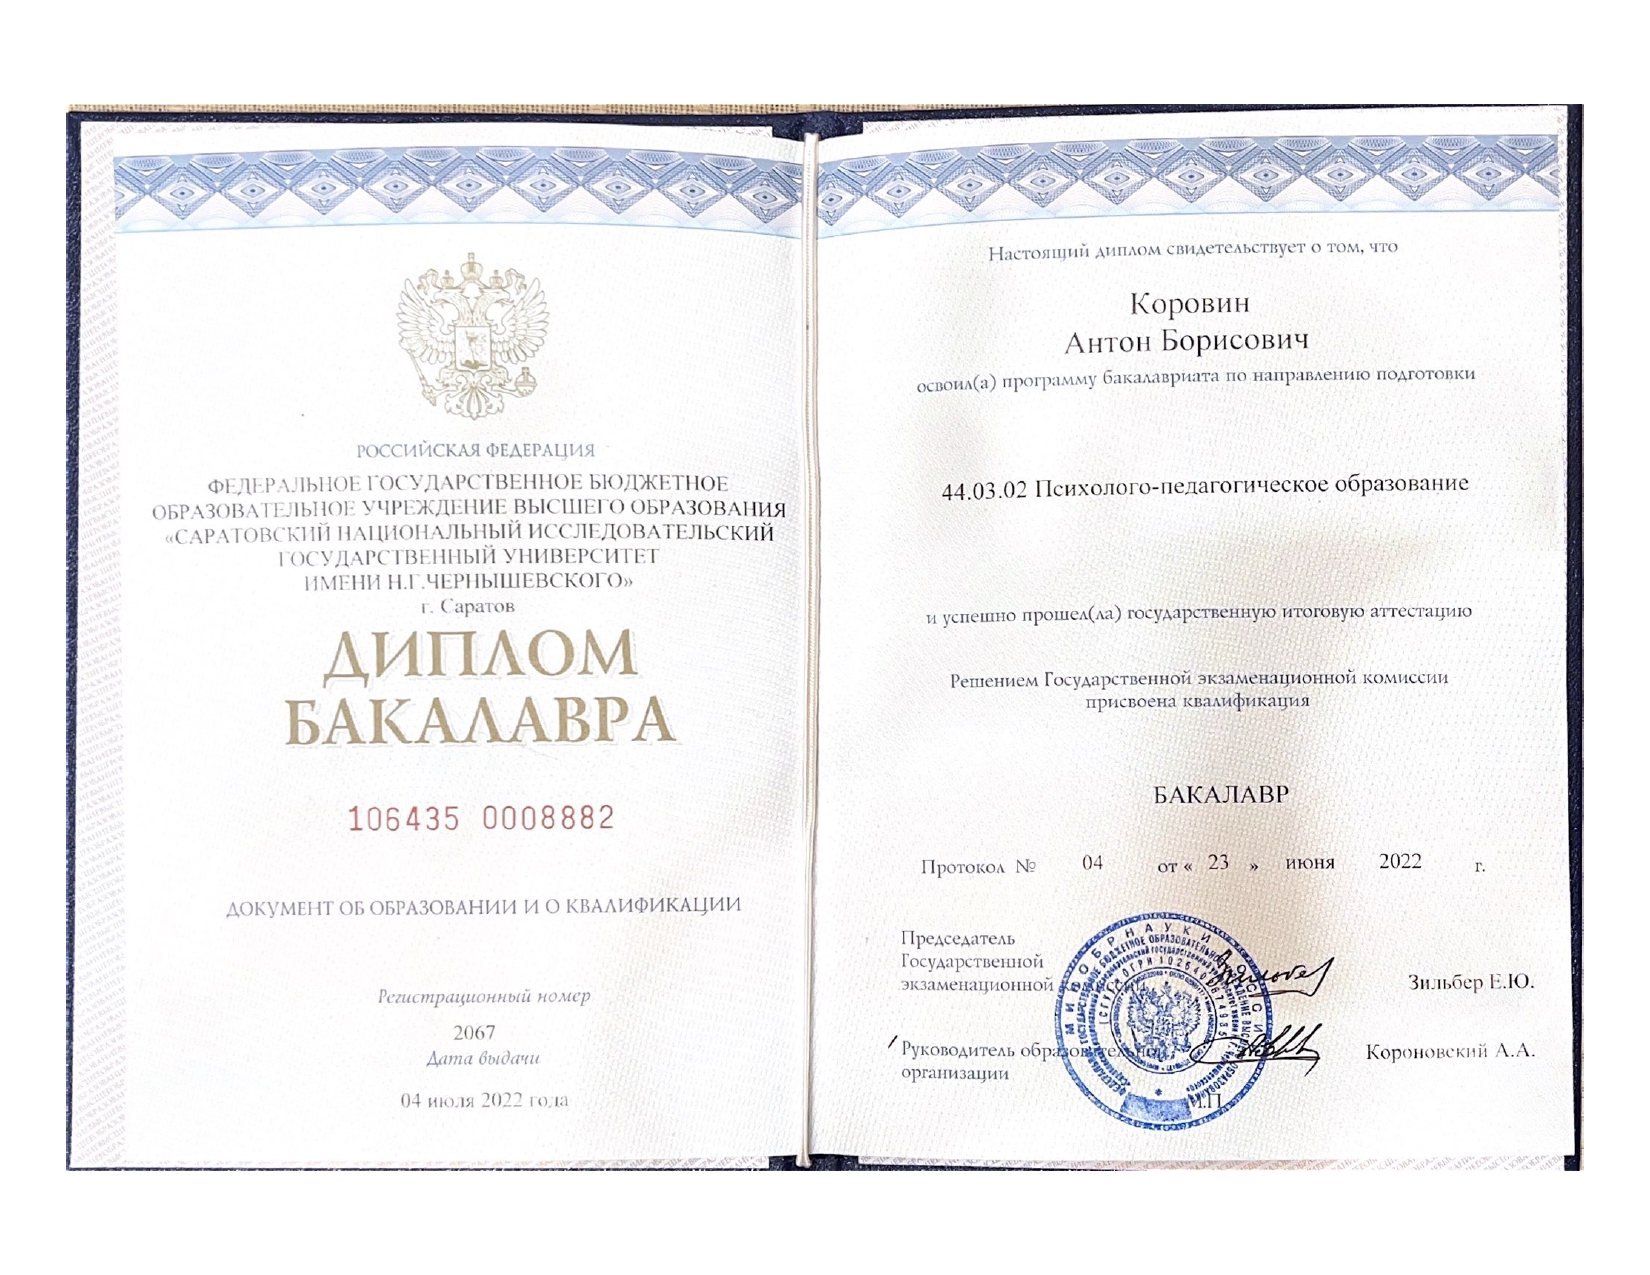 РОССИЙСКАЯ ФЕДЕРАЦИЯ
ФЕДЕРАЛЬНОЕ ГОСУДАРСТВЕННОЕ БЮДЖЕТНОЕ
ОБРАЗОВАТЕЛЬНОЕ УЧРЕЖДЕНИЕ ВЫСШЕГО ОБРАЗОВАНИЯ
«САРАТОВСКИЙ НАЦИОНАЛЬНЫЙ ИССЛЕДОВАТЕЛЬСКИЙ
ГОСУДАРСТВЕННЫЙ УНИВЕРСИТЕТ
ИМЕНИ Н.Г.ЧЕРНЫШЕВСКОГО»
г. Саратов
ДИПЛОМ
БАКАЛАВРА
106435 0008882
ДОКУМЕНТ ОБ ОБРАЗОВАНИИ И О КВАЛИФИКАЦИИ
Регистрационный номер
2067
Дата выдачи
04 июля 2022 года
Настоящий диплом свидетельствует о том, что
Коровин
Антон Борисович
освоил(а) программу бакалавриата по направлению подготовки
44.03.02 Психолого-педагогическое образование
и успешно прошел(ла) государственную итоговую аттестацию
Решением Государственной экзаменационной комиссии
присвоена квалификация
БАКАЛАВР
Протокол № 04 от « 23 » июня 2022 г.
Председатель
Государственной
экзаменационной комиссии
Зильбер Е.Ю.
Руководитель образовательной
организации
Короновский А.А.
М.П.
МИНОБРНАУКИ РОССИИ